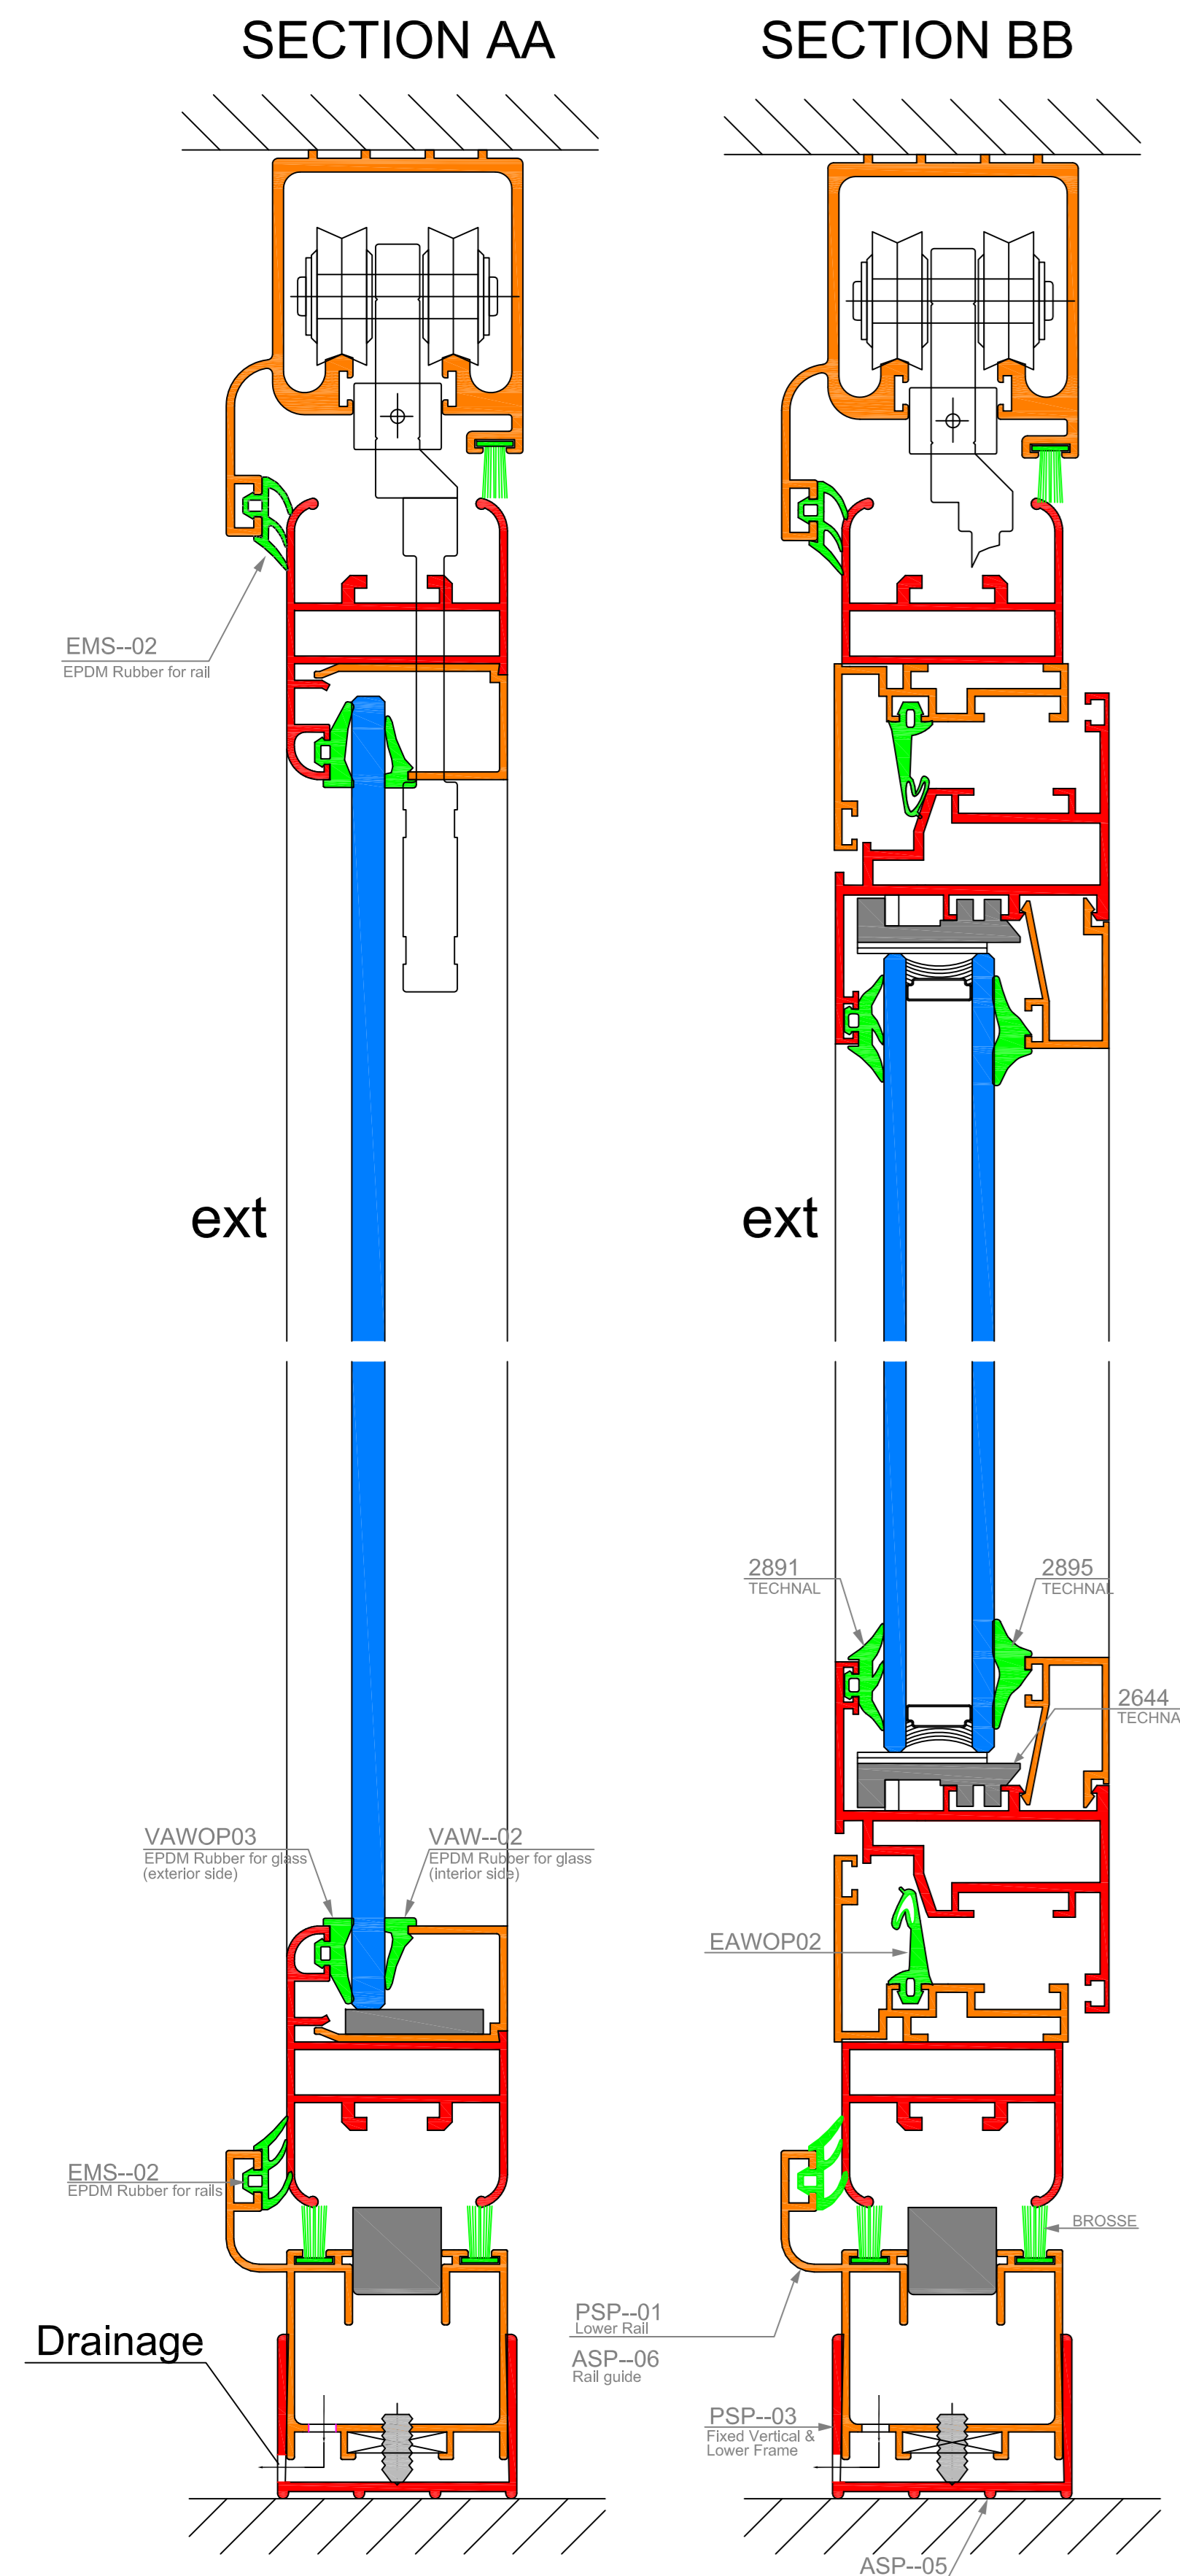 SECTION AA
SECTION BB
EMS--02
EPDM Rubber for rail
ext
ext
2891
TECHNAL
2895
TECHNAL
2644
TECHNA
VAWOP03
EPDM Rubber for glass
(exterior side)
VAW--02
EPDM Rubber for glass
(interior side)
EAWOP02
EMS--02
EPDM Rubber for rails
BROSSE
PSP--01
Lower Rail
ASP--06
Rail guide
Drainage
PSP--03
Fixed Vertical &
Lower Frame
ASP--05